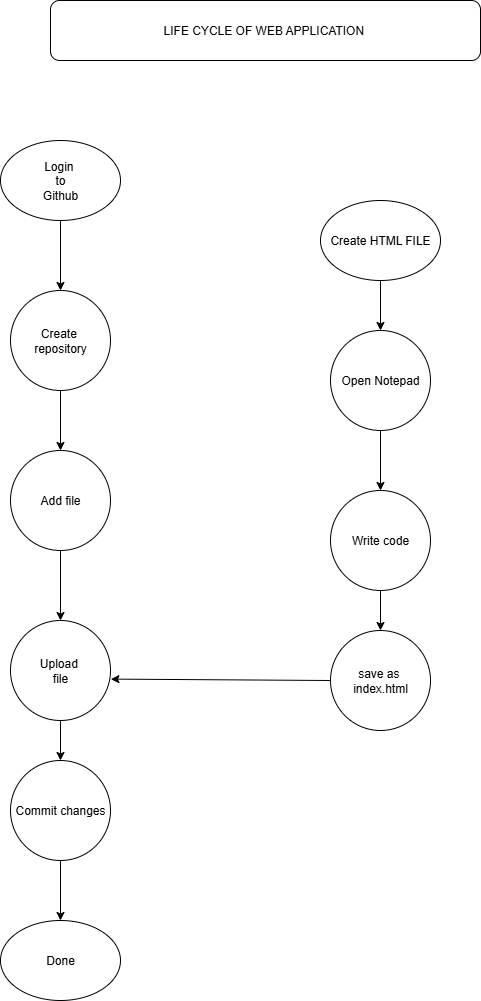 LIFE CYCLE OF WEB APPLICATION
Login
to
Github
Create
repository
Add file
Upload
file
Commit changes
Done
Create HTML FILE
Open Notepad
Write code
save as
index.html